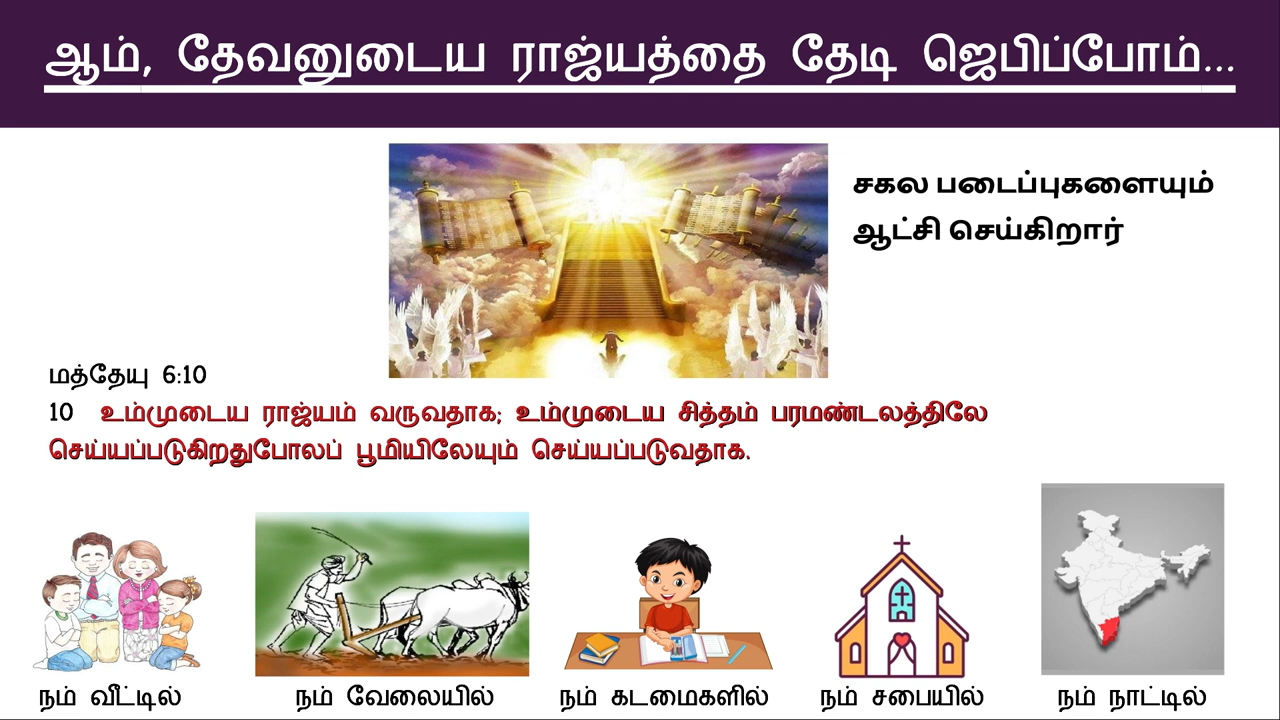 ஆம், தேவனுடைய ராஜ்யத்தை தேடி ஜெபிப்போம்...
சகல படைப்புகளையும்
ஆட்சி செய்கிறார்
மத்தேயு 6:10
10 உம்முடைய ராஜ்யம் வருவதாக; உம்முடைய சித்தம் பரமண்டலத்திலே
செய்யப்படுகிறதுபோலப் பூமியிலேயும் செய்யப்படுவதாக.
நம் வீட்டில்
நம் வேலையில்
நம் கடமைகளில்
நம் சபையில்
நம் நாட்டில்